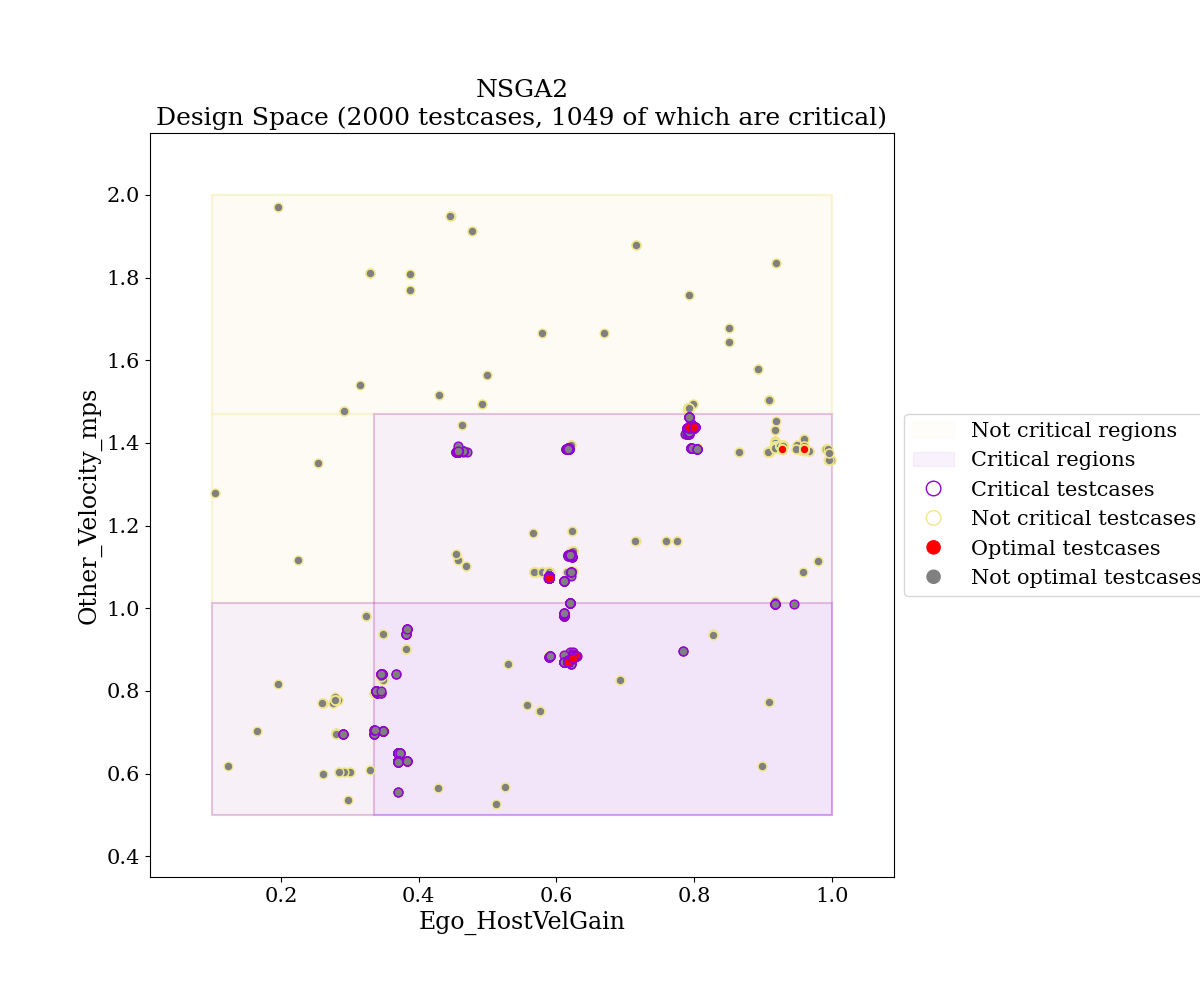 NSGA2
Design Space (2000 testcases, 1049 of which are critical)
2.0
1.8
1.6
1.4
1.2
1.0
0.8
0.6
0.4
Other_Velocity_mps
0.2
0.4
0.6
0.8
1.0
Ego_HostVelGain
Not critical regions
Critical regions
Critical testcases
Not critical testcases
Optimal testcases
Not optimal testcases